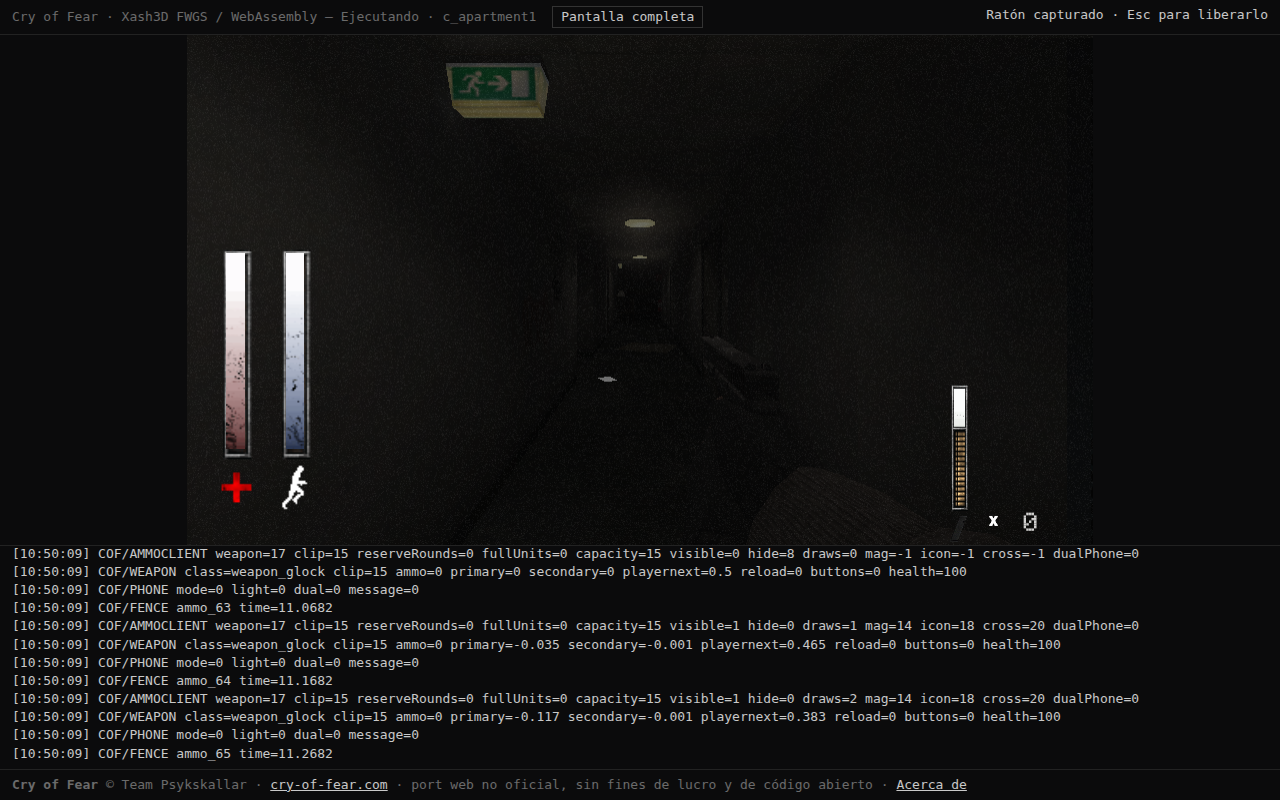 Cry of Fear · Xash3D FWGS / WebAssembly — Ejecutando · c_apartment1 Pantalla completa Ratón capturado · Esc para liberarlo
x 0
[10:50:09] COF/AMMOCLIENT weapon=17 clip=15 reserveRounds=0 fullUnits=0 capacity=15 visible=0 hide=8 draws=0 mag=-1 icon=-1 cross=-1 dualPhone=0
[10:50:09] COF/WEAPON class=weapon_glock clip=15 ammo=0 primary=0 secondary=0 playernext=0.5 reload=0 buttons=0 health=100
[10:50:09] COF/PHONE mode=0 light=0 dual=0 message=0
[10:50:09] COF/FENCE ammo_63 time=11.0682
[10:50:09] COF/AMMOCLIENT weapon=17 clip=15 reserveRounds=0 fullUnits=0 capacity=15 visible=1 hide=0 draws=1 mag=14 icon=18 cross=20 dualPhone=0
[10:50:09] COF/WEAPON class=weapon_glock clip=15 ammo=0 primary=-0.035 secondary=-0.001 playernext=0.465 reload=0 buttons=0 health=100
[10:50:09] COF/PHONE mode=0 light=0 dual=0 message=0
[10:50:09] COF/FENCE ammo_64 time=11.1682
[10:50:09] COF/AMMOCLIENT weapon=17 clip=15 reserveRounds=0 fullUnits=0 capacity=15 visible=1 hide=0 draws=2 mag=14 icon=18 cross=20 dualPhone=0
[10:50:09] COF/WEAPON class=weapon_glock clip=15 ammo=0 primary=-0.117 secondary=-0.001 playernext=0.383 reload=0 buttons=0 health=100
[10:50:09] COF/PHONE mode=0 light=0 dual=0 message=0
[10:50:09] COF/FENCE ammo_65 time=11.2682
Cry of Fear © Team Psykskallar · cry-of-fear.com · port web no oficial, sin fines de lucro y de código abierto · Acerca de